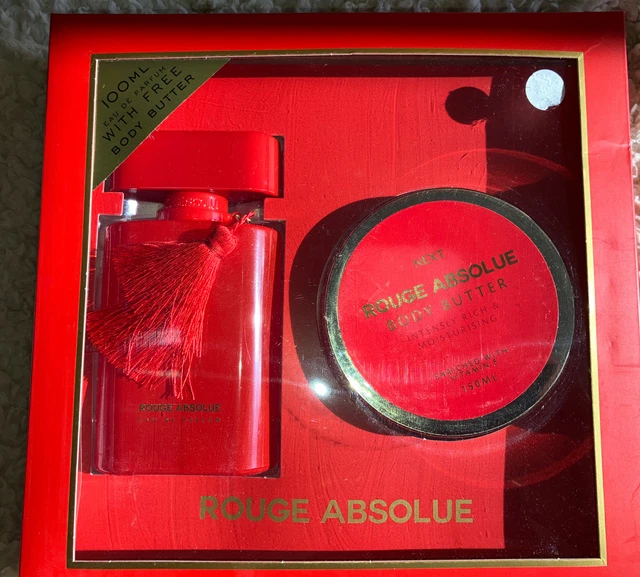 100ML
EAU DE PARFUM
WITH FREE
BODY BUTTER
ROUGE ABSOLUE
NEXT
ROUGE ABSOLUE
BODY BUTTER
INTENSELY RICH &
MOISTURISING
VITAMIN E
150ML
ROUGE ABSOLUE